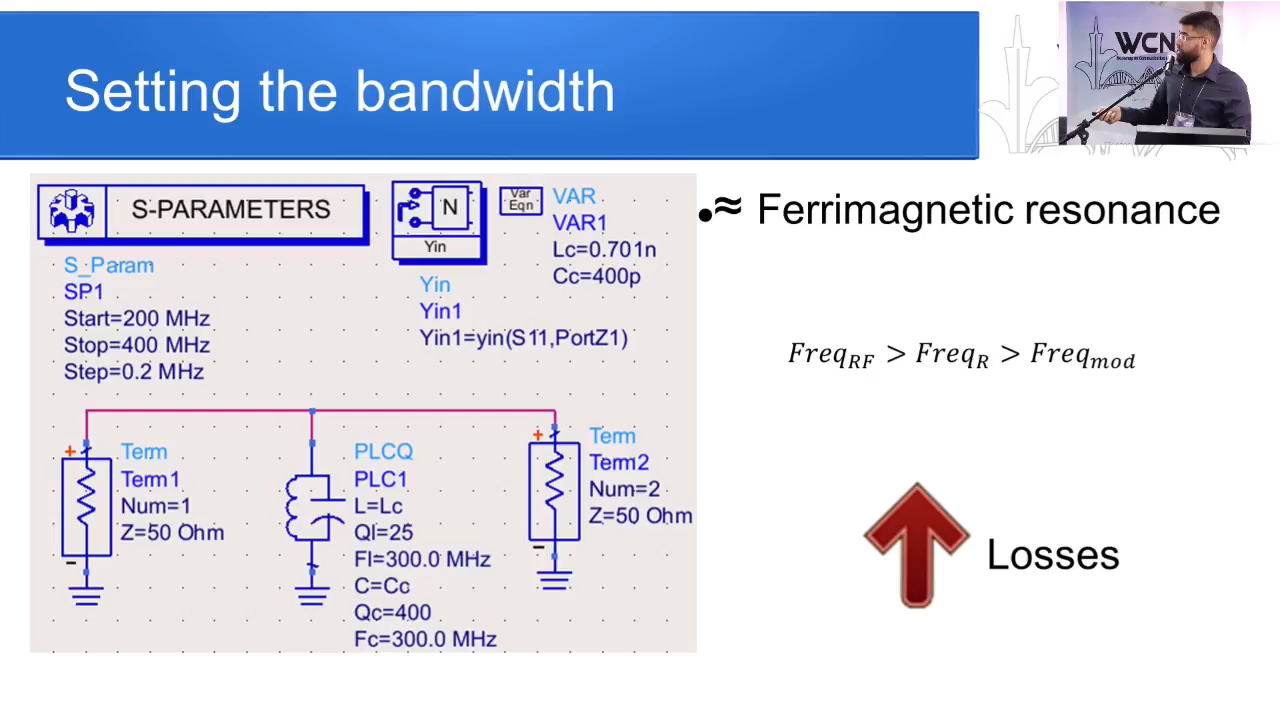 Setting the bandwidth
WCN
S-PARAMETERS
S_Param
SP1
Start=200 MHz
Stop=400 MHz
Step=0.2 MHz
N
Yin
Yin
Yin1
Yin1=yin(S11,PortZ1)
Var
Eqn
VAR
VAR1
Lc=0.701n
Cc=400p
+
Term
Term1
Num=1
Z=50 Ohm
−
PLCQ
PLC1
L=Lc
Ql=25
Fl=300.0 MHz
C=Cc
Qc=400
Fc=300.0 MHz
+
Term
Term2
Num=2
Z=50 Ohm
−
•≈ Ferrimagnetic resonance
Freq_RF > Freq_R > Freq_mod
Losses